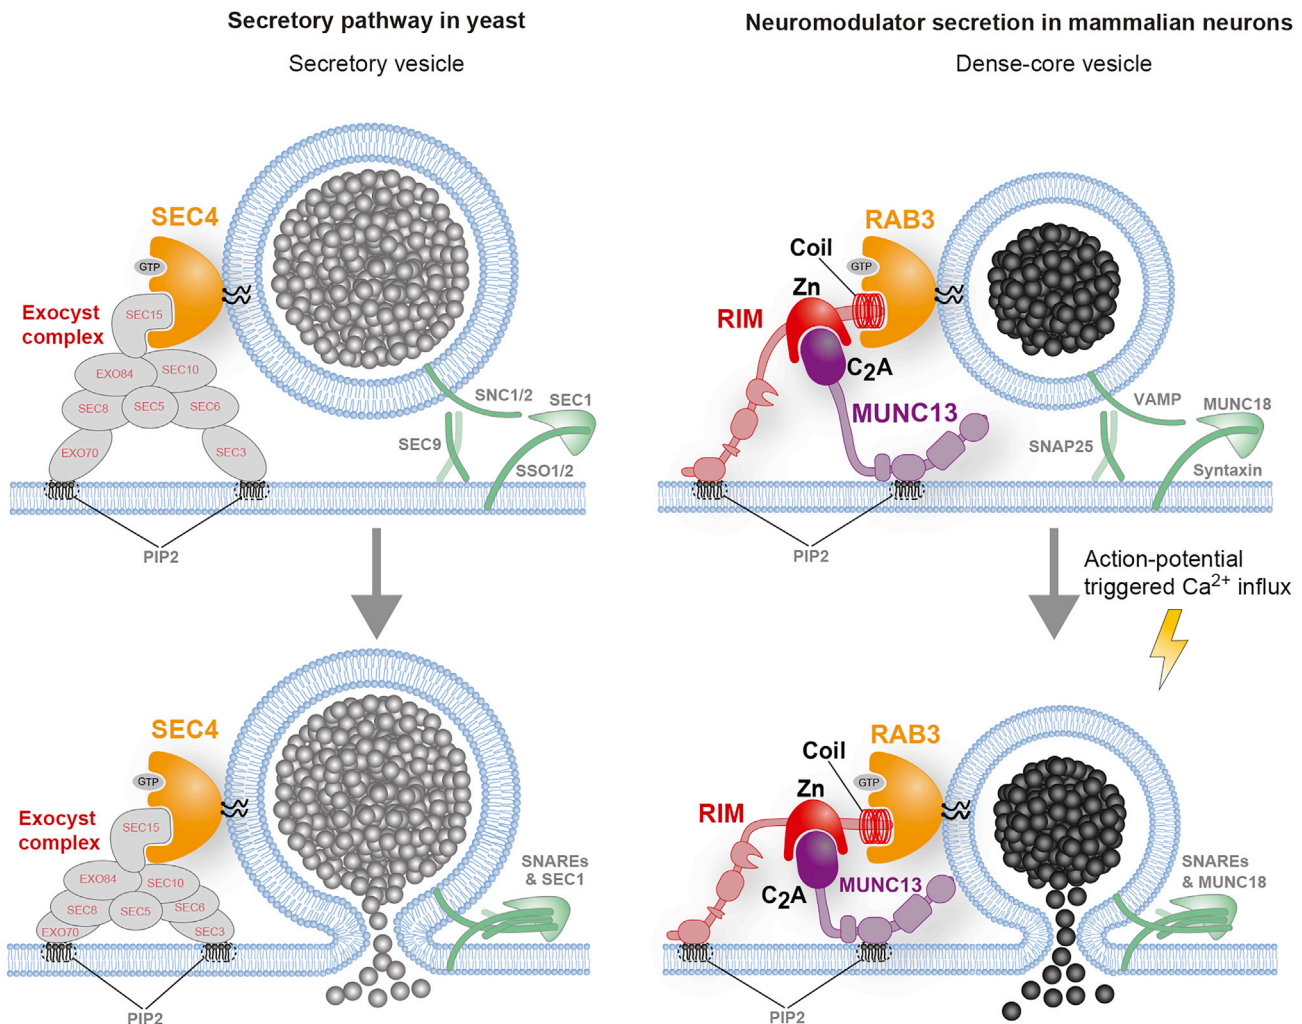 Secretory pathway in yeast
Secretory vesicle
SEC4
GTP
Exocyst
complex
SEC15
EXO84
SEC10
SEC8
SEC5
SEC6
EXO70
SEC3
SNC1/2
SEC1
SEC9
SSO1/2
PIP2
SEC4
GTP
Exocyst
complex
SEC15
EXO84
SEC10
SEC8
SEC5
SEC6
EXO70
SEC3
SNAREs
& SEC1
PIP2
Neuromodulator secretion in mammalian neurons
Dense-core vesicle
RAB3
Coil
GTP
Zn
RIM
C2A
MUNC13
VAMP
MUNC18
SNAP25
Syntaxin
PIP2
Action-potential
triggered Ca2+ influx
RAB3
Coil
GTP
Zn
RIM
C2A
MUNC13
SNAREs
& MUNC18
PIP2